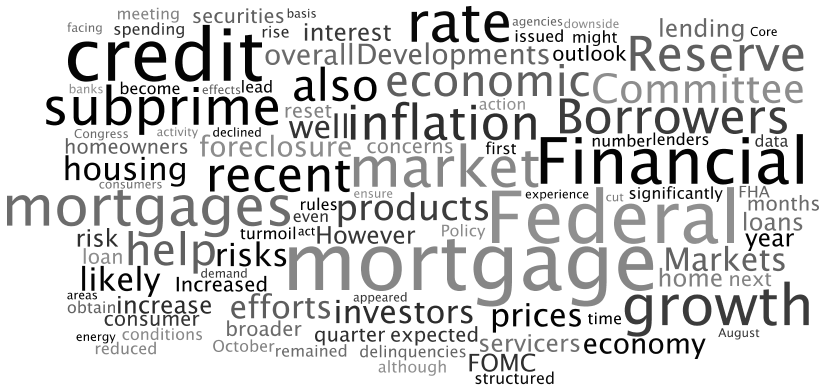 meeting securities basis rate agencies downside
facing spending rise interest issued might lending Core
credit overall Developments outlook Reserve
banks become effects lead also economic Committee
subprime reset well inflation action Borrowers
Congress activity declined first number lenders data
homeowners foreclosure concerns market Financial
housing recent
consumers ensure experience cut significantly FHA months
mortgages rules even products Federal loans
turmoil act However Policy year
risk help risks mortgage Markets
loan demand home next
likely Increased
areas obtain increase efforts appeared investors prices time growth
consumer broader quarter expected servicers economy August
energy conditions
reduced October remained delinquencies FOMC
although structured